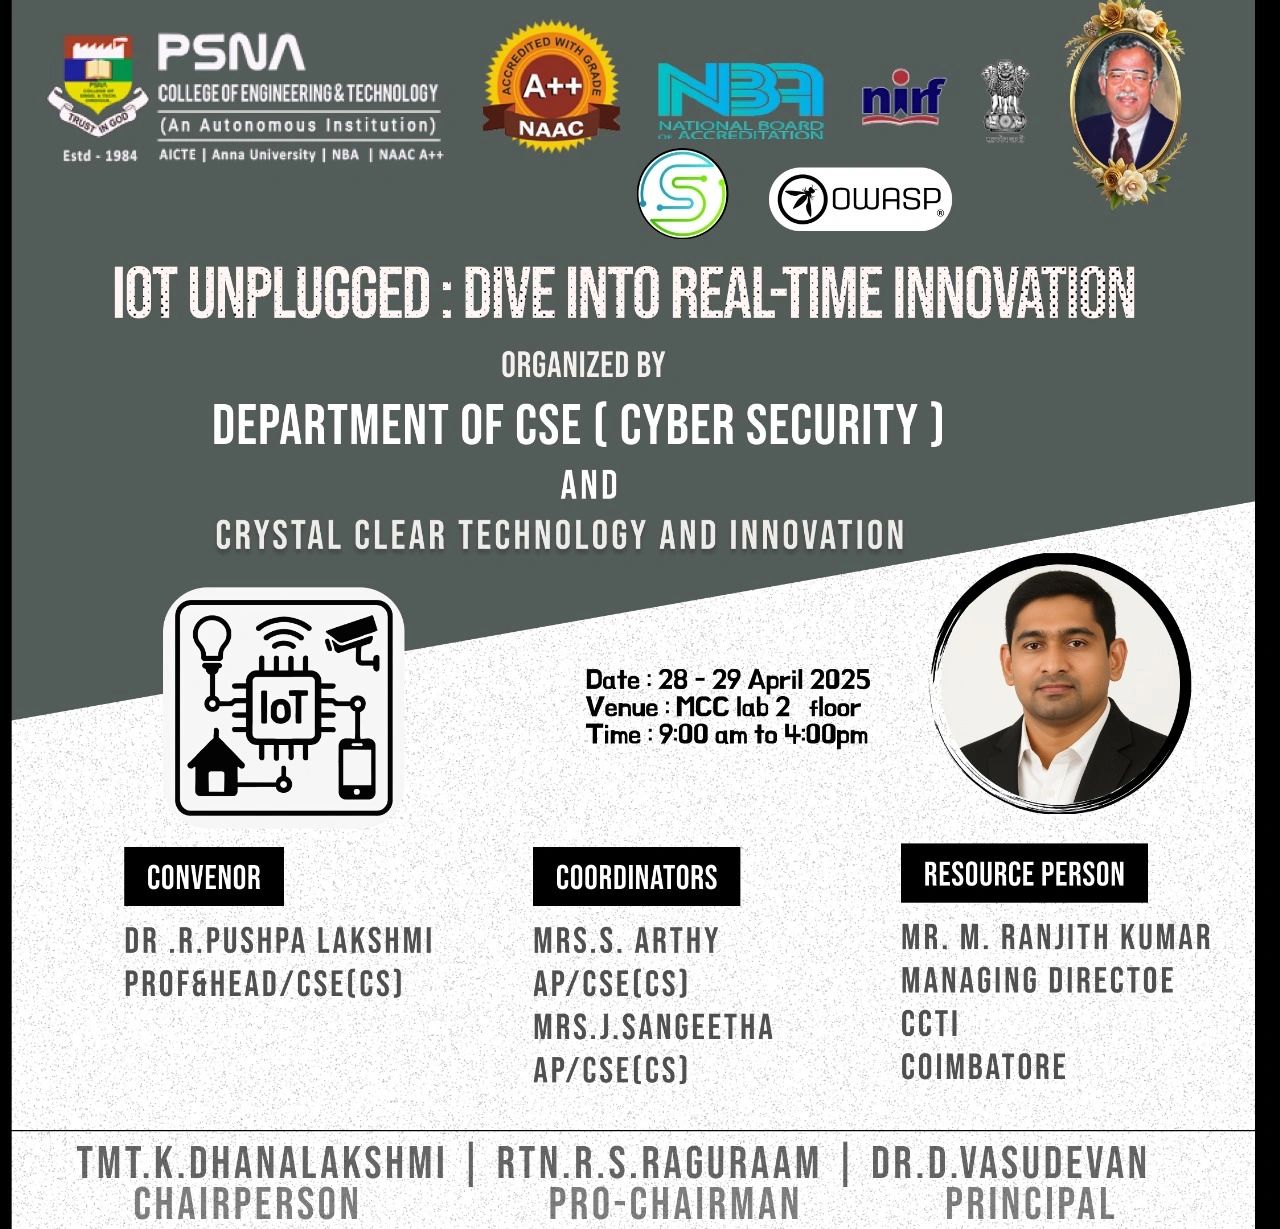 PSNA
COLLEGE OF ENGINEERING & TECHNOLOGY
(An Autonomous Institution)
Estd - 1984
AICTE | Anna University | NBA | NAAC A++
TRUST IN GOD
ACCREDITED WITH GRADE
A++
NAAC
NBA
NATIONAL BOARD
OF ACCREDITATION
nirf
OWASP
®
IOT UNPLUGGED : DIVE INTO REAL-TIME INNOVATION
ORGANIZED BY
DEPARTMENT OF CSE ( CYBER SECURITY )
AND
CRYSTAL CLEAR TECHNOLOGY AND INNOVATION
IoT
Date : 28 - 29 April 2025
Venue : MCC lab 2 floor
Time : 9:00 am to 4:00pm
CONVENOR
DR .R.PUSHPA LAKSHMI
PROF&HEAD/CSE(CS)
COORDINATORS
MRS.S. ARTHY
AP/CSE(CS)
MRS.J.SANGEETHA
AP/CSE(CS)
RESOURCE PERSON
MR. M. RANJITH KUMAR
MANAGING DIRECTOE
CCTI
COIMBATORE
TMT.K.DHANALAKSHMI | RTN.R.S.RAGURAAM | DR.D.VASUDEVAN
CHAIRPERSON PRO-CHAIRMAN PRINCIPAL